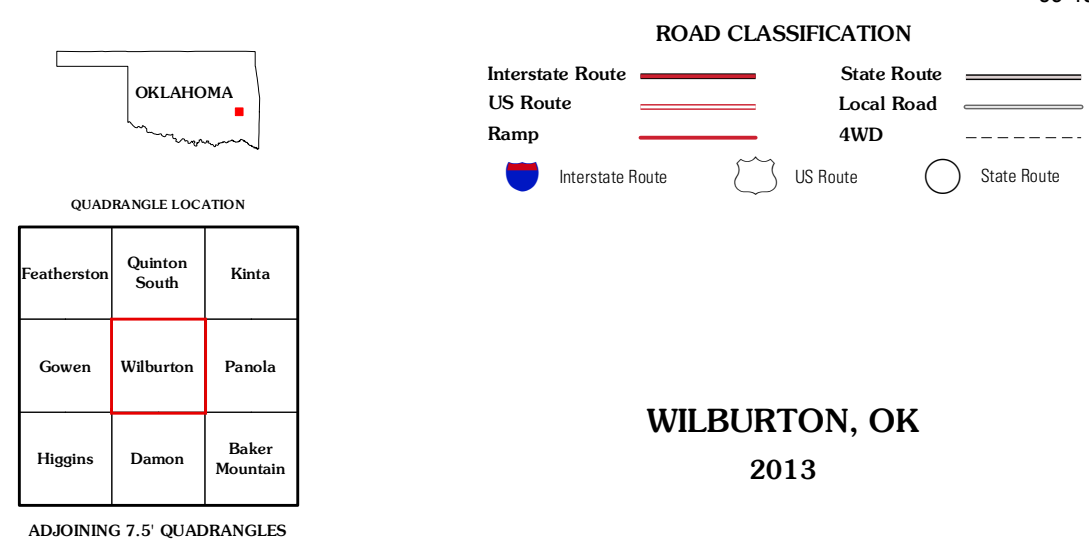 OKLAHOMA
QUADRANGLE LOCATION
Featherston
Quinton
South
Kinta
Gowen
Wilburton
Panola
Higgins
Damon
Baker
Mountain
ADJOINING 7.5' QUADRANGLES
ROAD CLASSIFICATION
Interstate Route
State Route
US Route
Local Road
Ramp
4WD
Interstate Route
US Route
State Route
WILBURTON, OK
2013